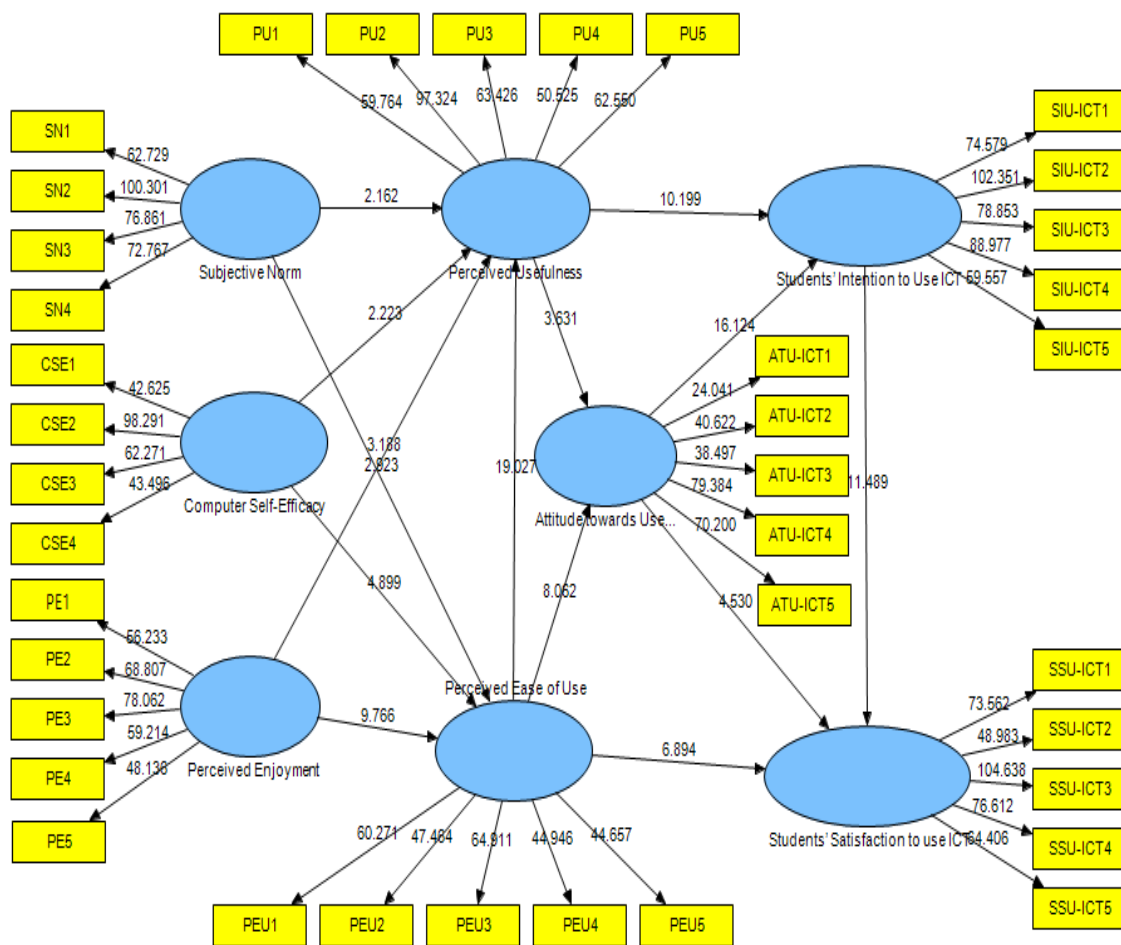 PU1
PU2
PU3
PU4
PU5
59.764
97.324
63.426
50.525
62.550
SN1
SN2
SN3
SN4
62.729
100.301
76.861
72.767
Subjective Norm
2.162
Perceived Usefulness
10.199
Students' Intention to Use ICT
SIU-ICT1
SIU-ICT2
SIU-ICT3
SIU-ICT4
SIU-ICT5
74.579
102.351
78.853
88.977
59.557
2.223
3.631
16.124
CSE1
CSE2
CSE3
CSE4
42.625
98.291
62.271
43.496
Computer Self-Efficacy
3.188
2.923
19.027
4.899
Attitude towards Use...
ATU-ICT1
ATU-ICT2
ATU-ICT3
ATU-ICT4
ATU-ICT5
24.041
40.622
38.497
79.384
70.200
11.489
8.062
4.530
PE1
PE2
PE3
PE4
PE5
68.807
78.062
59.214
48.138
Perceived Enjoyment
9.766
Perceived Ease of Use
6.894
Students' Satisfaction to use ICT
SSU-ICT1
SSU-ICT2
SSU-ICT3
SSU-ICT4
SSU-ICT5
73.562
48.983
104.638
76.612
60.271
47.464
64.911
44.946
44.657
PEU1
PEU2
PEU3
PEU4
PEU5